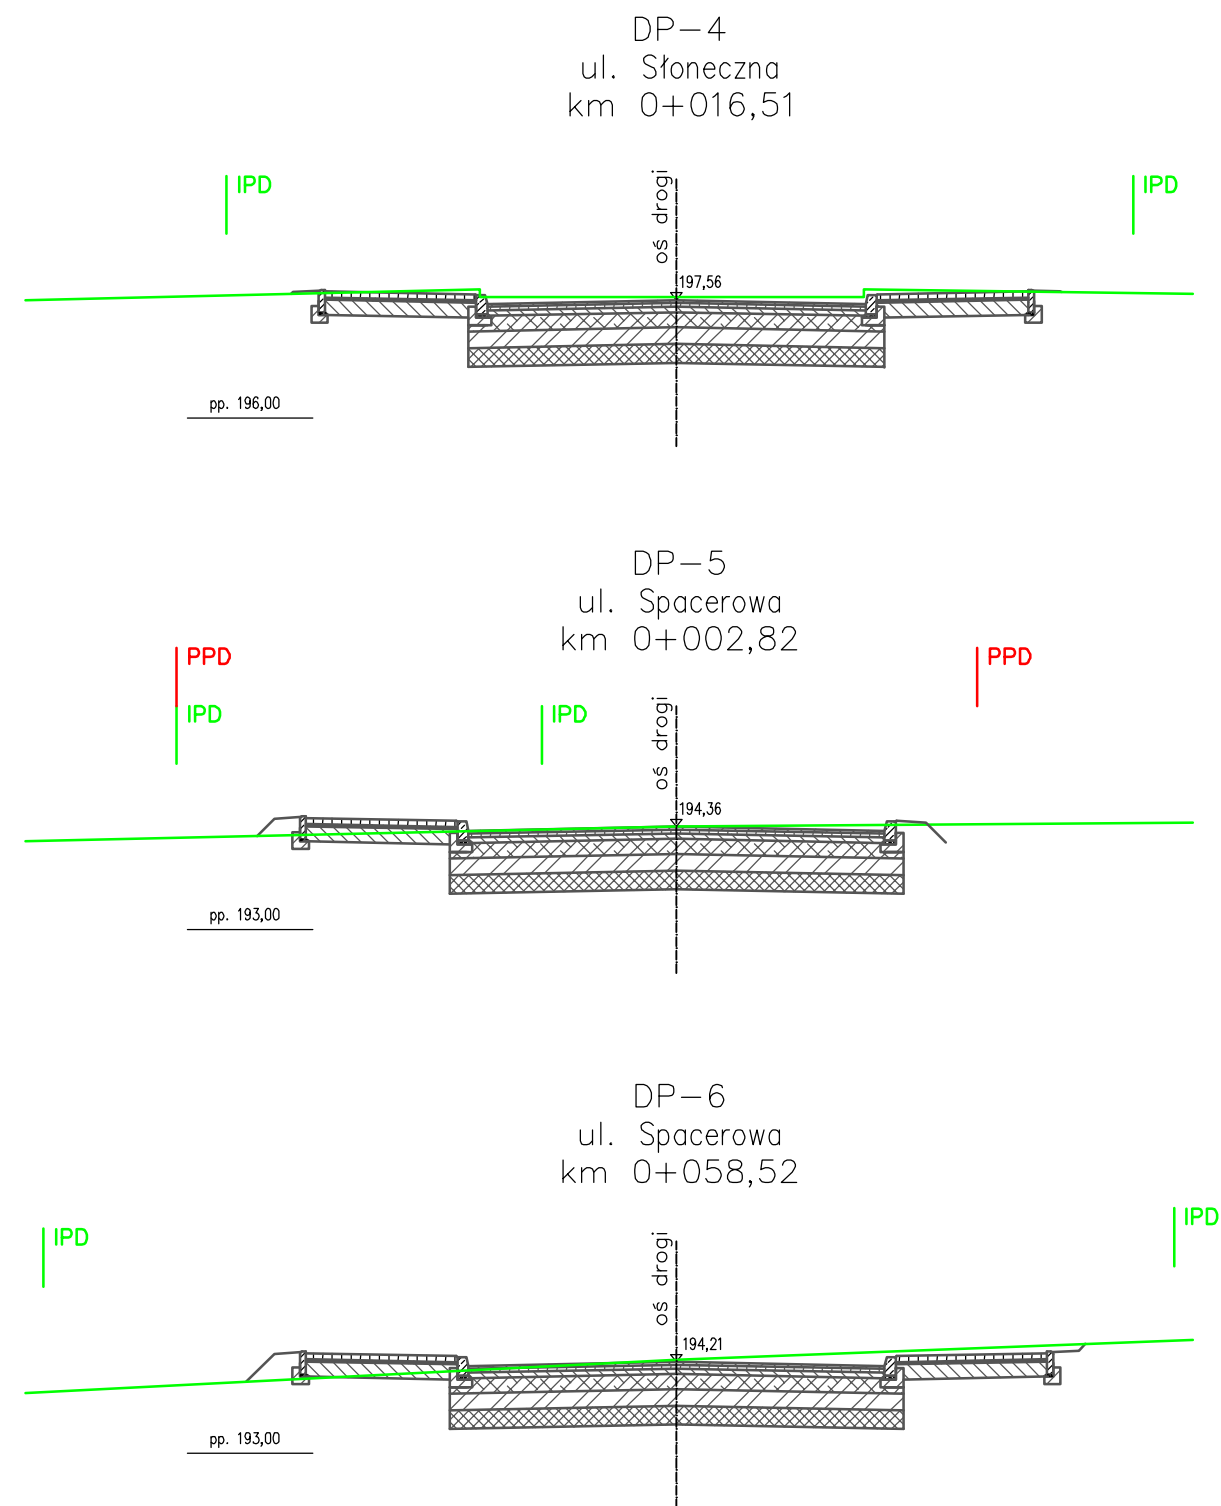 DP-4
ul. Słoneczna
km 0+016,51
IPD
oś drogi
IPD
197,56
pp. 196,00
DP-5
ul. Spacerowa
km 0+002,82
PPD
PPD
IPD
IPD
oś drogi
194,36
pp. 193,00
DP-6
ul. Spacerowa
km 0+058,52
IPD
IPD
oś drogi
194,21
pp. 193,00